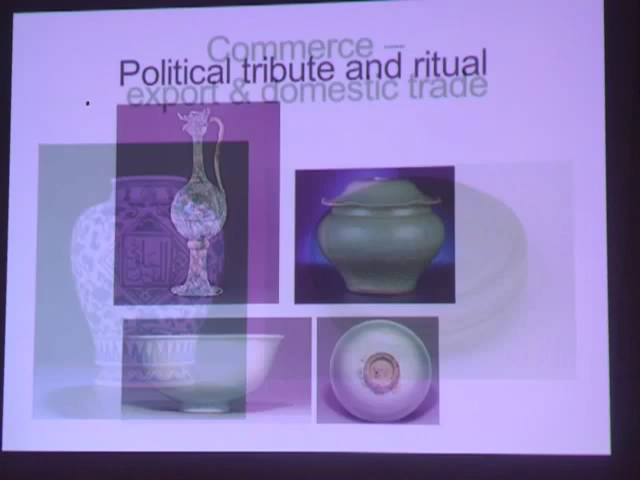 Commerce –
Political tribute and ritual
export & domestic trade